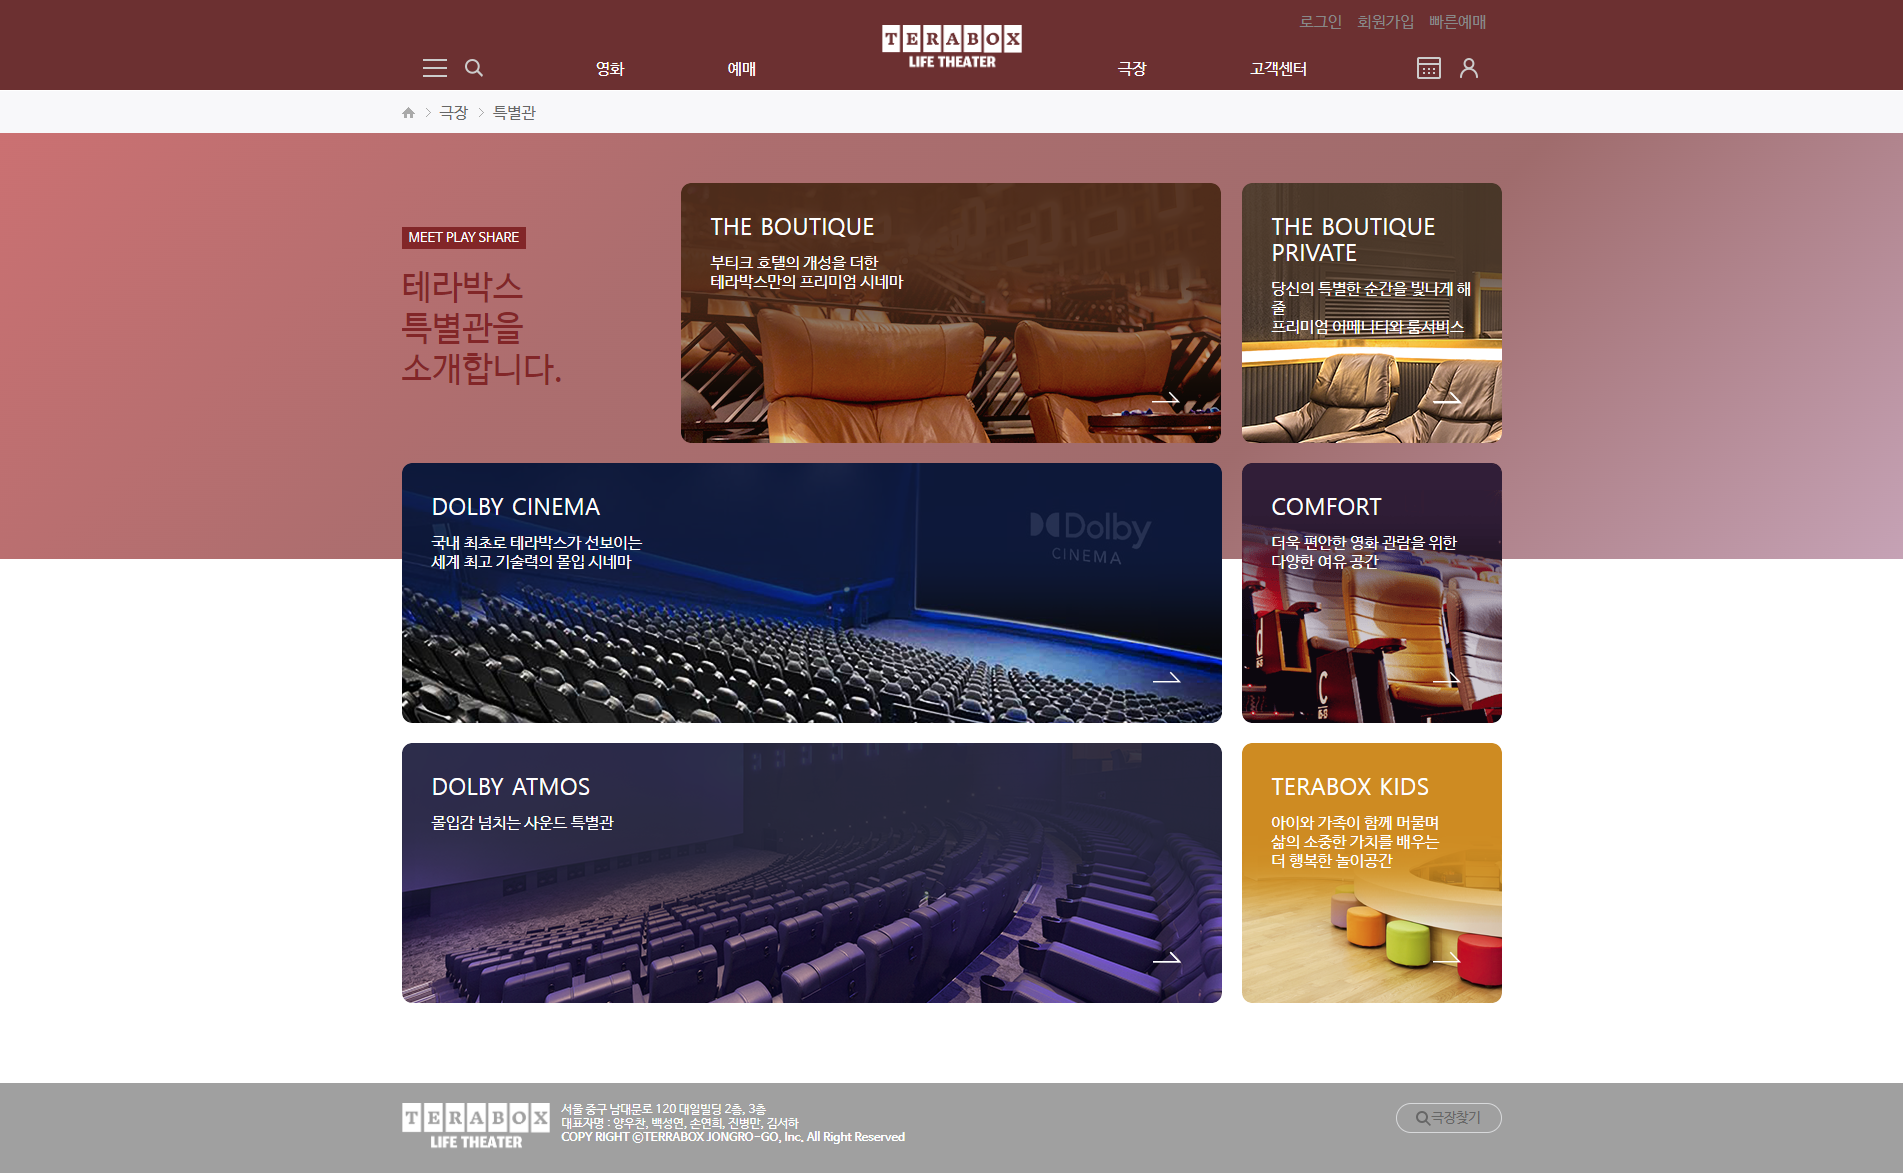 로그인 회원가입 빠른예매
TERABOX
LIFE THEATER
영화 예매 극장 고객센터
극장 특별관
MEET PLAY SHARE
테라박스
특별관을
소개합니다.
THE BOUTIQUE
부티크 호텔의 개성을 더한
테라박스만의 프리미엄 시네마
THE BOUTIQUE
PRIVATE
당신의 특별한 순간을 빛나게 해
줄
프리미엄 어메니티와 룸서비스
DOLBY CINEMA
국내 최초로 테라박스가 선보이는
세계 최고 기술력의 몰입 시네마
Dolby
CINEMA
COMFORT
더욱 편안한 영화 관람을 위한
다양한 여유 공간
d
C
DOLBY ATMOS
몰입감 넘치는 사운드 특별관
TERABOX KIDS
아이와 가족이 함께 머물며
삶의 소중한 가치를 배우는
더 행복한 놀이공간
TERABOX
LIFE THEATER
서울 중구 남대문로 120 대일빌딩 2층, 3층
대표자명 : 양우찬, 백성연, 손연희, 진병만, 김서하
COPY RIGHT ⓒTERRABOX JONGRO-GO, Inc. All Right Reserved
극장찾기